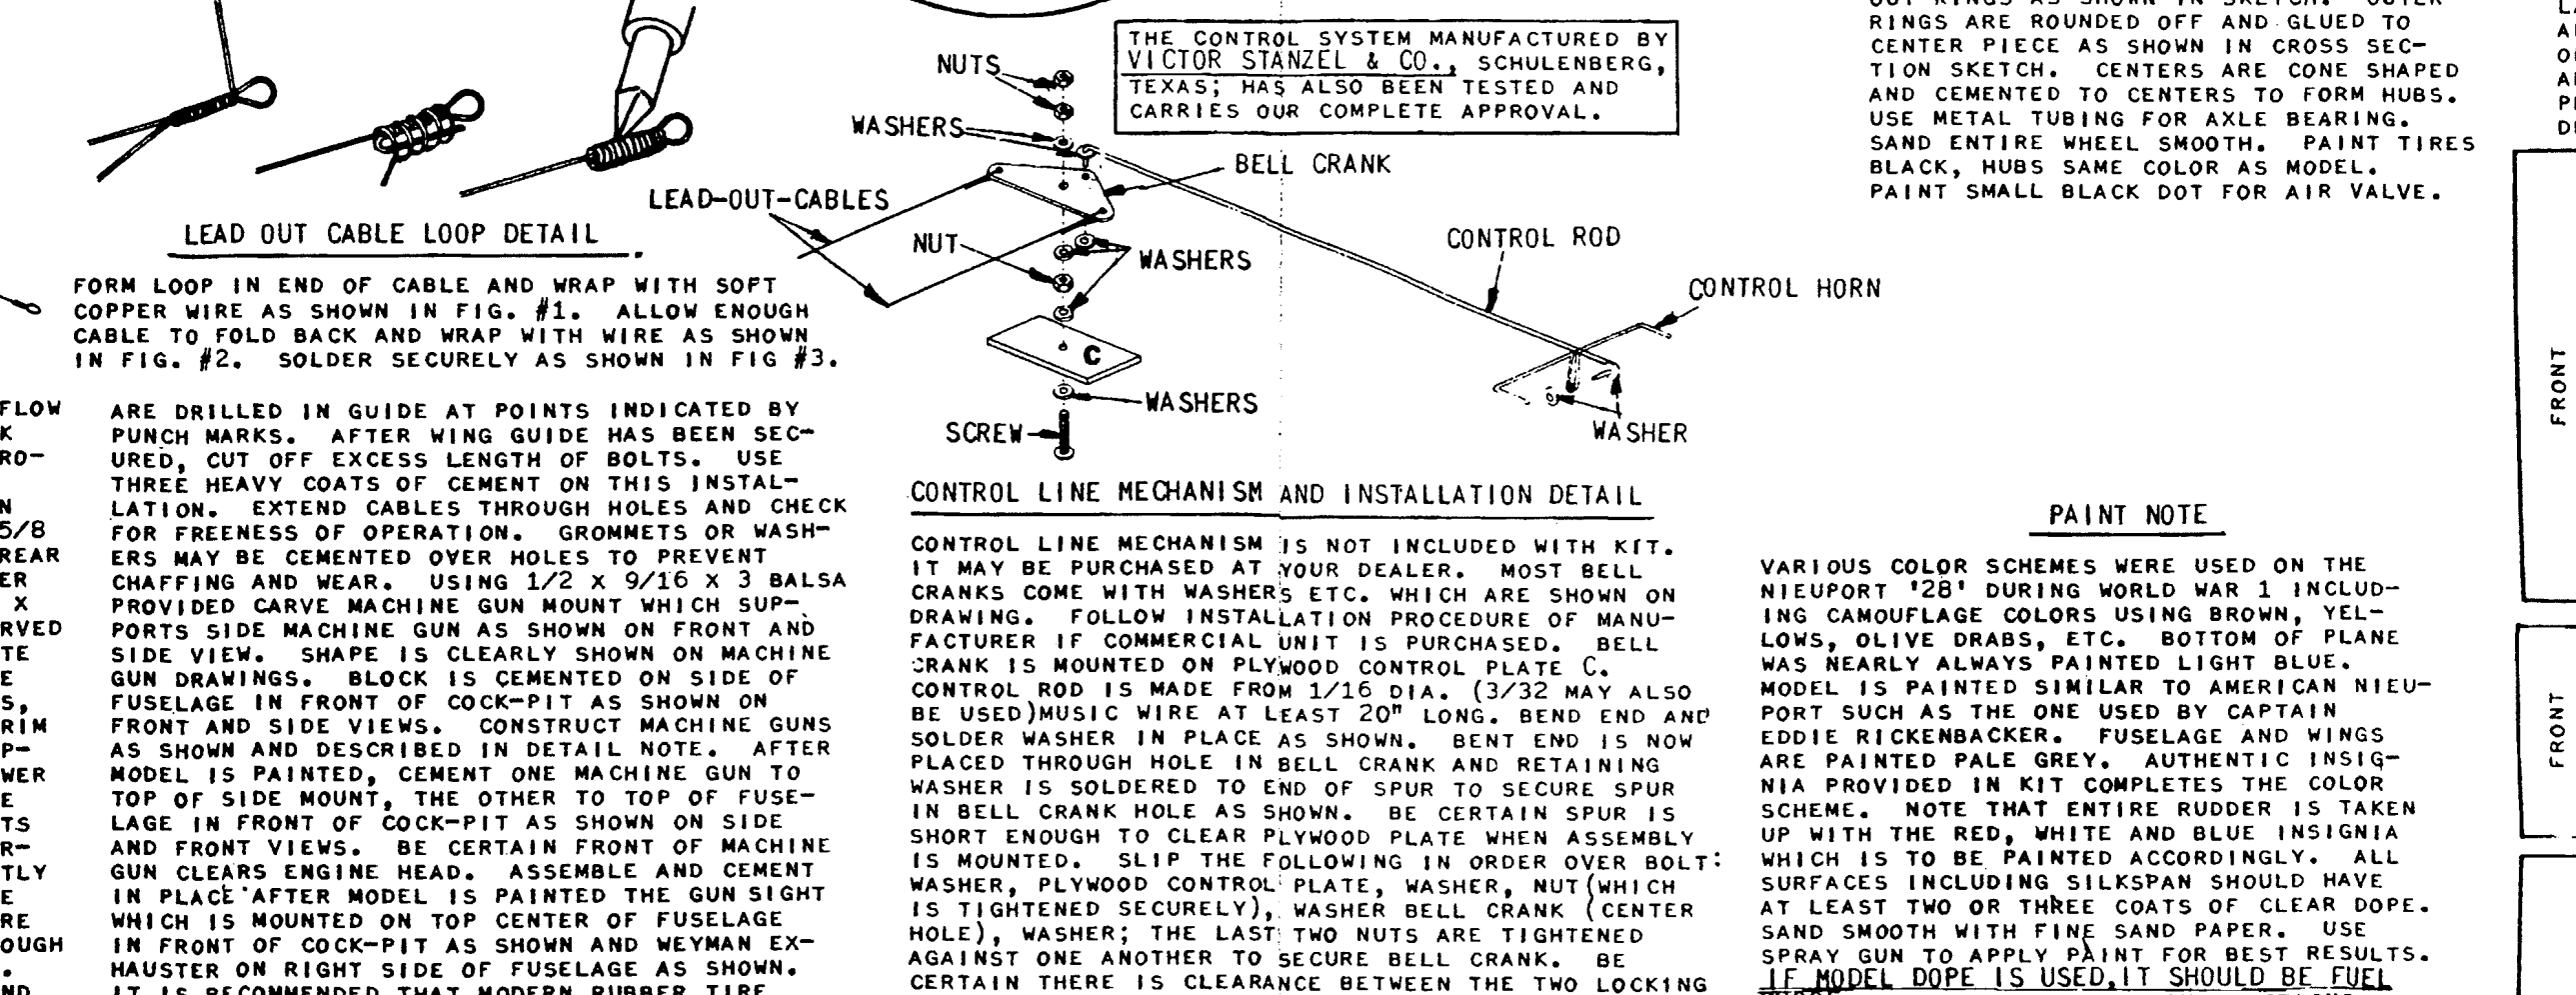 THE CONTROL SYSTEM MANUFACTURED BY
VICTOR STANZEL & CO., SCHULENBERG,
TEXAS; HAS ALSO BEEN TESTED AND
CARRIES OUR COMPLETE APPROVAL.
NUTS
WASHERS
BELL CRANK
LEAD-OUT-CABLES
NUT
WASHERS
CONTROL ROD
CONTROL HORN
C
WASHERS
SCREW
WASHER
LEAD OUT CABLE LOOP DETAIL
FORM LOOP IN END OF CABLE AND WRAP WITH SOFT
COPPER WIRE AS SHOWN IN FIG. #1. ALLOW ENOUGH
CABLE TO FOLD BACK AND WRAP WITH WIRE AS SHOWN
IN FIG. #2. SOLDER SECURELY AS SHOWN IN FIG #3.
FLOW
K
RO-
N
5/8
REAR
ER
X
RVED
TE
E
S,
RIM
P-
WER
E
TS
R-
TLY
E
RE
OUGH
.
ND
ARE DRILLED IN GUIDE AT POINTS INDICATED BY
PUNCH MARKS. AFTER WING GUIDE HAS BEEN SEC-
URED, CUT OFF EXCESS LENGTH OF BOLTS. USE
THREE HEAVY COATS OF CEMENT ON THIS INSTAL-
LATION. EXTEND CABLES THROUGH HOLES AND CHECK
FOR FREENESS OF OPERATION. GROMMETS OR WASH-
ERS MAY BE CEMENTED OVER HOLES TO PREVENT
CHAFFING AND WEAR. USING 1/2 X 9/16 X 3 BALSA
PROVIDED CARVE MACHINE GUN MOUNT WHICH SUP-
PORTS SIDE MACHINE GUN AS SHOWN ON FRONT AND
SIDE VIEW. SHAPE IS CLEARLY SHOWN ON MACHINE
GUN DRAWINGS. BLOCK IS CEMENTED ON SIDE OF
FUSELAGE IN FRONT OF COCK-PIT AS SHOWN ON
FRONT AND SIDE VIEWS. CONSTRUCT MACHINE GUNS
AS SHOWN AND DESCRIBED IN DETAIL NOTE. AFTER
MODEL IS PAINTED, CEMENT ONE MACHINE GUN TO
TOP OF SIDE MOUNT, THE OTHER TO TOP OF FUSE-
LAGE IN FRONT OF COCK-PIT AS SHOWN ON SIDE
AND FRONT VIEWS. BE CERTAIN FRONT OF MACHINE
GUN CLEARS ENGINE HEAD. ASSEMBLE AND CEMENT
IN PLACE AFTER MODEL IS PAINTED THE GUN SIGHT
WHICH IS MOUNTED ON TOP CENTER OF FUSELAGE
IN FRONT OF COCK-PIT AS SHOWN AND WEYMAN EX-
HAUSTER ON RIGHT SIDE OF FUSELAGE AS SHOWN.
IT IS RECOMMENDED THAT MODERN RUBBER TIRE
CONTROL LINE MECHANISM AND INSTALLATION DETAIL
CONTROL LINE MECHANISM IS NOT INCLUDED WITH KIT.
IT MAY BE PURCHASED AT YOUR DEALER. MOST BELL
CRANKS COME WITH WASHERS ETC. WHICH ARE SHOWN ON
DRAWING. FOLLOW INSTALLATION PROCEDURE OF MANU-
FACTURER IF COMMERCIAL UNIT IS PURCHASED. BELL
CRANK IS MOUNTED ON PLYWOOD CONTROL PLATE C.
CONTROL ROD IS MADE FROM 1/16 DIA. (3/32 MAY ALSO
BE USED)MUSIC WIRE AT LEAST 20" LONG. BEND END AND
SOLDER WASHER IN PLACE AS SHOWN. BENT END IS NOW
PLACED THROUGH HOLE IN BELL CRANK AND RETAINING
WASHER IS SOLDERED TO END OF SPUR TO SECURE SPUR
IN BELL CRANK HOLE AS SHOWN. BE CERTAIN SPUR IS
SHORT ENOUGH TO CLEAR PLYWOOD PLATE WHEN ASSEMBLY
IS MOUNTED. SLIP THE FOLLOWING IN ORDER OVER BOLT:
WASHER, PLYWOOD CONTROL PLATE, WASHER, NUT (WHICH
IS TIGHTENED SECURELY), WASHER BELL CRANK (CENTER
HOLE), WASHER; THE LAST TWO NUTS ARE TIGHTENED
AGAINST ONE ANOTHER TO SECURE BELL CRANK. BE
CERTAIN THERE IS CLEARANCE BETWEEN THE TWO LOCKING
OUT RINGS AS SHOWN IN SKETCH. OUTER
RINGS ARE ROUNDED OFF AND GLUED TO
CENTER PIECE AS SHOWN IN CROSS SEC-
TION SKETCH. CENTERS ARE CONE SHAPED
AND CEMENTED TO CENTERS TO FORM HUBS.
USE METAL TUBING FOR AXLE BEARING.
SAND ENTIRE WHEEL SMOOTH. PAINT TIRES
BLACK, HUBS SAME COLOR AS MODEL.
PAINT SMALL BLACK DOT FOR AIR VALVE.
PAINT NOTE
VARIOUS COLOR SCHEMES WERE USED ON THE
NIEUPORT '28' DURING WORLD WAR 1 INCLUD-
ING CAMOUFLAGE COLORS USING BROWN, YEL-
LOWS, OLIVE DRABS, ETC. BOTTOM OF PLANE
WAS NEARLY ALWAYS PAINTED LIGHT BLUE.
MODEL IS PAINTED SIMILAR TO AMERICAN NIEU-
PORT SUCH AS THE ONE USED BY CAPTAIN
EDDIE RICKENBACKER. FUSELAGE AND WINGS
ARE PAINTED PALE GREY. AUTHENTIC INSIG-
NIA PROVIDED IN KIT COMPLETES THE COLOR
SCHEME. NOTE THAT ENTIRE RUDDER IS TAKEN
UP WITH THE RED, WHITE AND BLUE INSIGNIA
WHICH IS TO BE PAINTED ACCORDINGLY. ALL
SURFACES INCLUDING SILKSPAN SHOULD HAVE
AT LEAST TWO OR THREE COATS OF CLEAR DOPE.
SAND SMOOTH WITH FINE SAND PAPER. USE
SPRAY GUN TO APPLY PAINT FOR BEST RESULTS.
IF MODEL DOPE IS USED, IT SHOULD BE FUEL
FRONT
FRONT